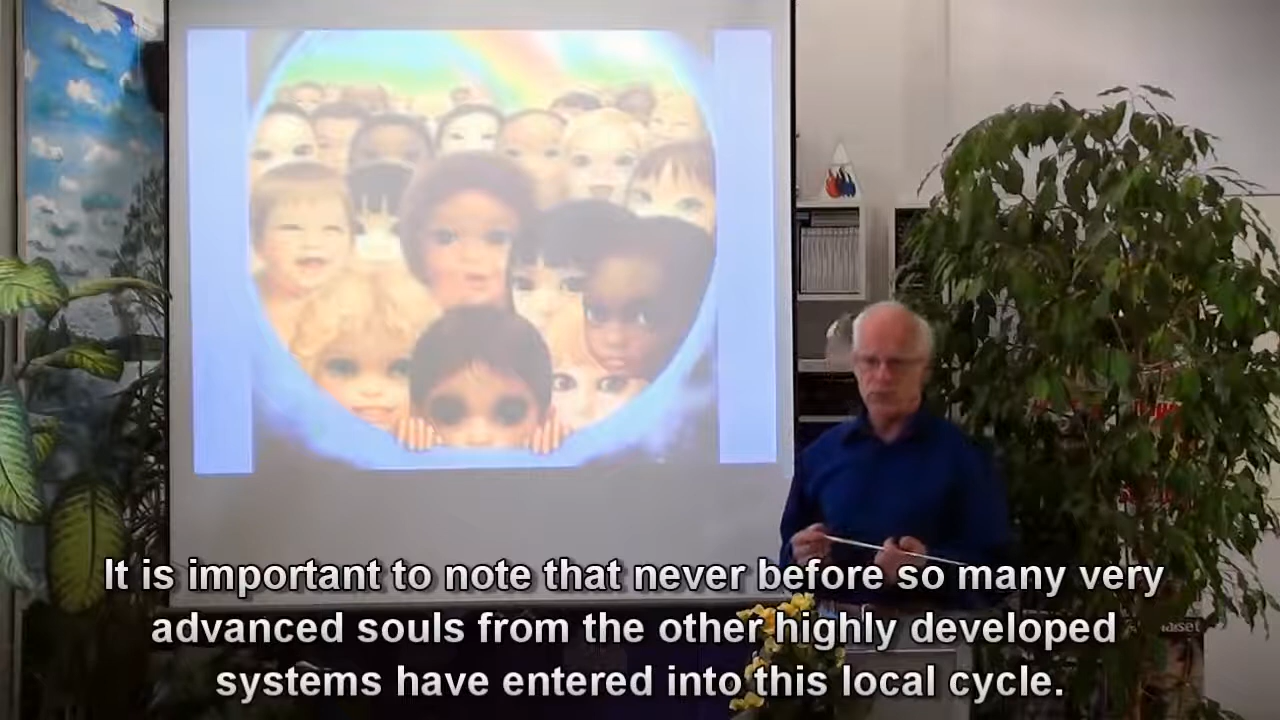 It is important to note that never before so many very
advanced souls from the other highly developed
systems have entered into this local cycle.